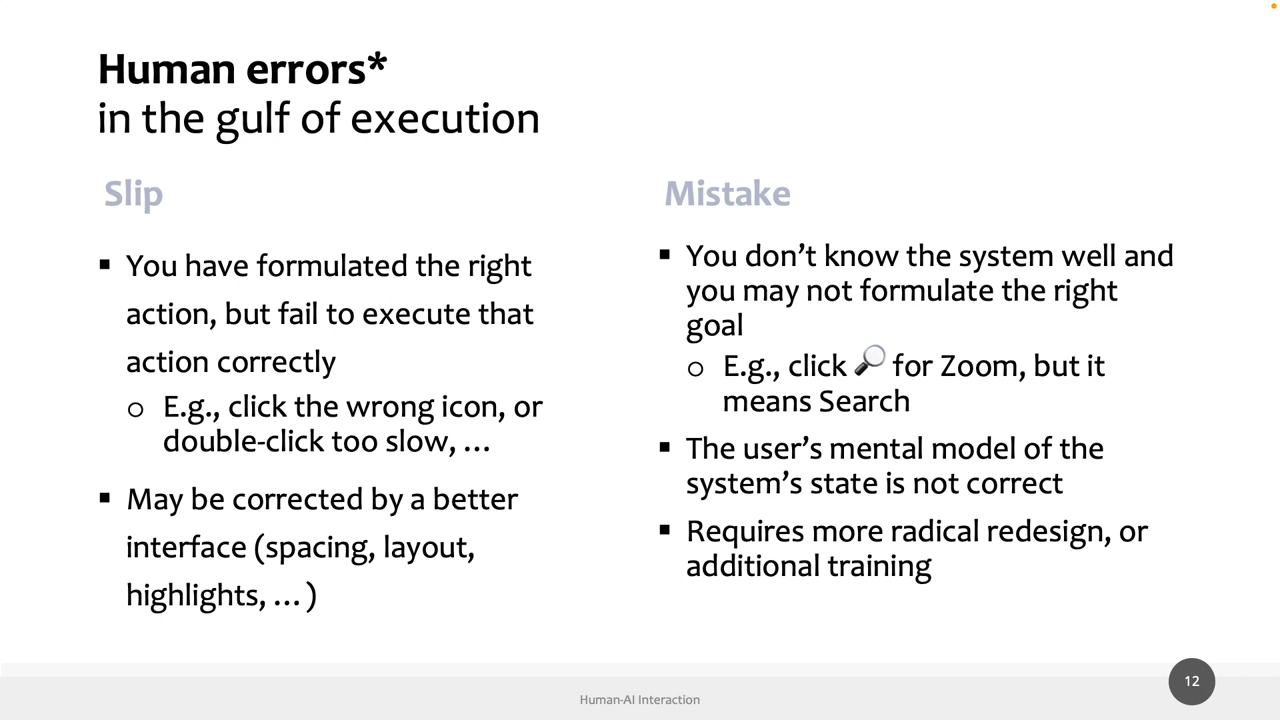 Human errors*
in the gulf of execution
Slip
▪ You have formulated the right
action, but fail to execute that
action correctly
o E.g., click the wrong icon, or
double-click too slow, …
▪ May be corrected by a better
interface (spacing, layout,
highlights, … )
Mistake
▪ You don’t know the system well and
you may not formulate the right
goal
o E.g., click 🔎 for Zoom, but it
means Search
▪ The user’s mental model of the
system’s state is not correct
▪ Requires more radical redesign, or
additional training
Human-AI Interaction
12